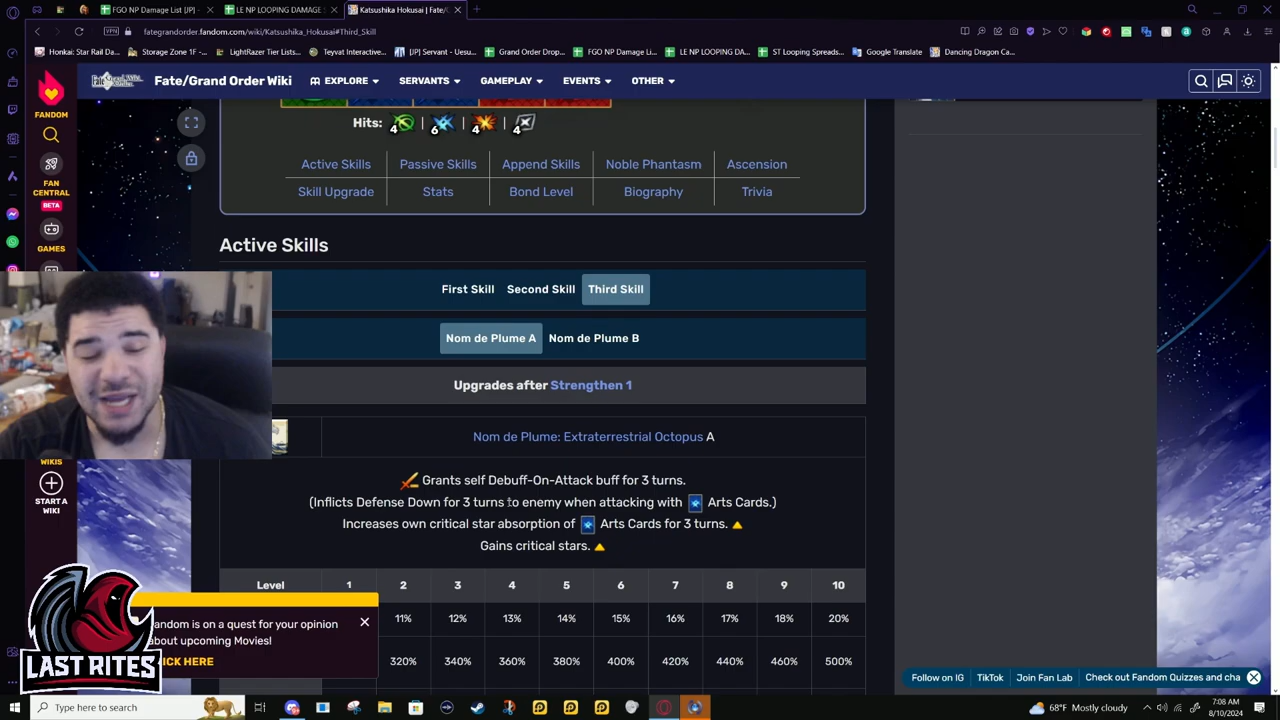 FGO NP Damage List [JP] -
LE NP LOOPING DAMAGE
Katsushika Hokusai | Fate/
VPN
fategrandorder.fandom.com/wiki/Katsushika_Hokusai#Third_Skill
Honkai: Star Rail Da...
Storage Zone 1F -...
LightRazer Tier Lists...
Teyvat Interactive...
(JP) Servant - Uesu...
Grand Order Drop...
FGO NP Damage Li...
LE NP LOOPING DA...
ST Looping Spreads...
Google Translate
Dancing Dragon Ca...
Fate/Grand Order Wiki
EXPLORE
SERVANTS
GAMEPLAY
EVENTS
OTHER
FANDOM
FAN
CENTRAL
BETA
GAMES
WIKIS
START A
WIKI
Hits: 4 | 6 | 4 | 4
Active Skills
Passive Skills
Append Skills
Noble Phantasm
Ascension
Skill Upgrade
Stats
Bond Level
Biography
Trivia
Active Skills
First Skill
Second Skill
Third Skill
Nom de Plume A
Nom de Plume B
Upgrades after Strengthen 1
Nom de Plume: Extraterrestrial Octopus A
Grants self Debuff-On-Attack buff for 3 turns.
(Inflicts Defense Down for 3 turns to enemy when attacking with Arts Cards.)
Increases own critical star absorption of Arts Cards for 3 turns.
Gains critical stars.
Level 1 2 3 4 5 6 7 8 9 10
11% 12% 13% 14% 15% 16% 17% 18% 20%
320% 340% 360% 380% 400% 420% 440% 460% 500%
andom is on a quest for your opinion
about upcoming Movies!
ICK HERE
LAST RITES
Follow on IG
TikTok
Join Fan Lab
Check out Fandom Quizzes and cha
Type here to search
68°F Mostly cloudy
7:08 AM
8/10/2024